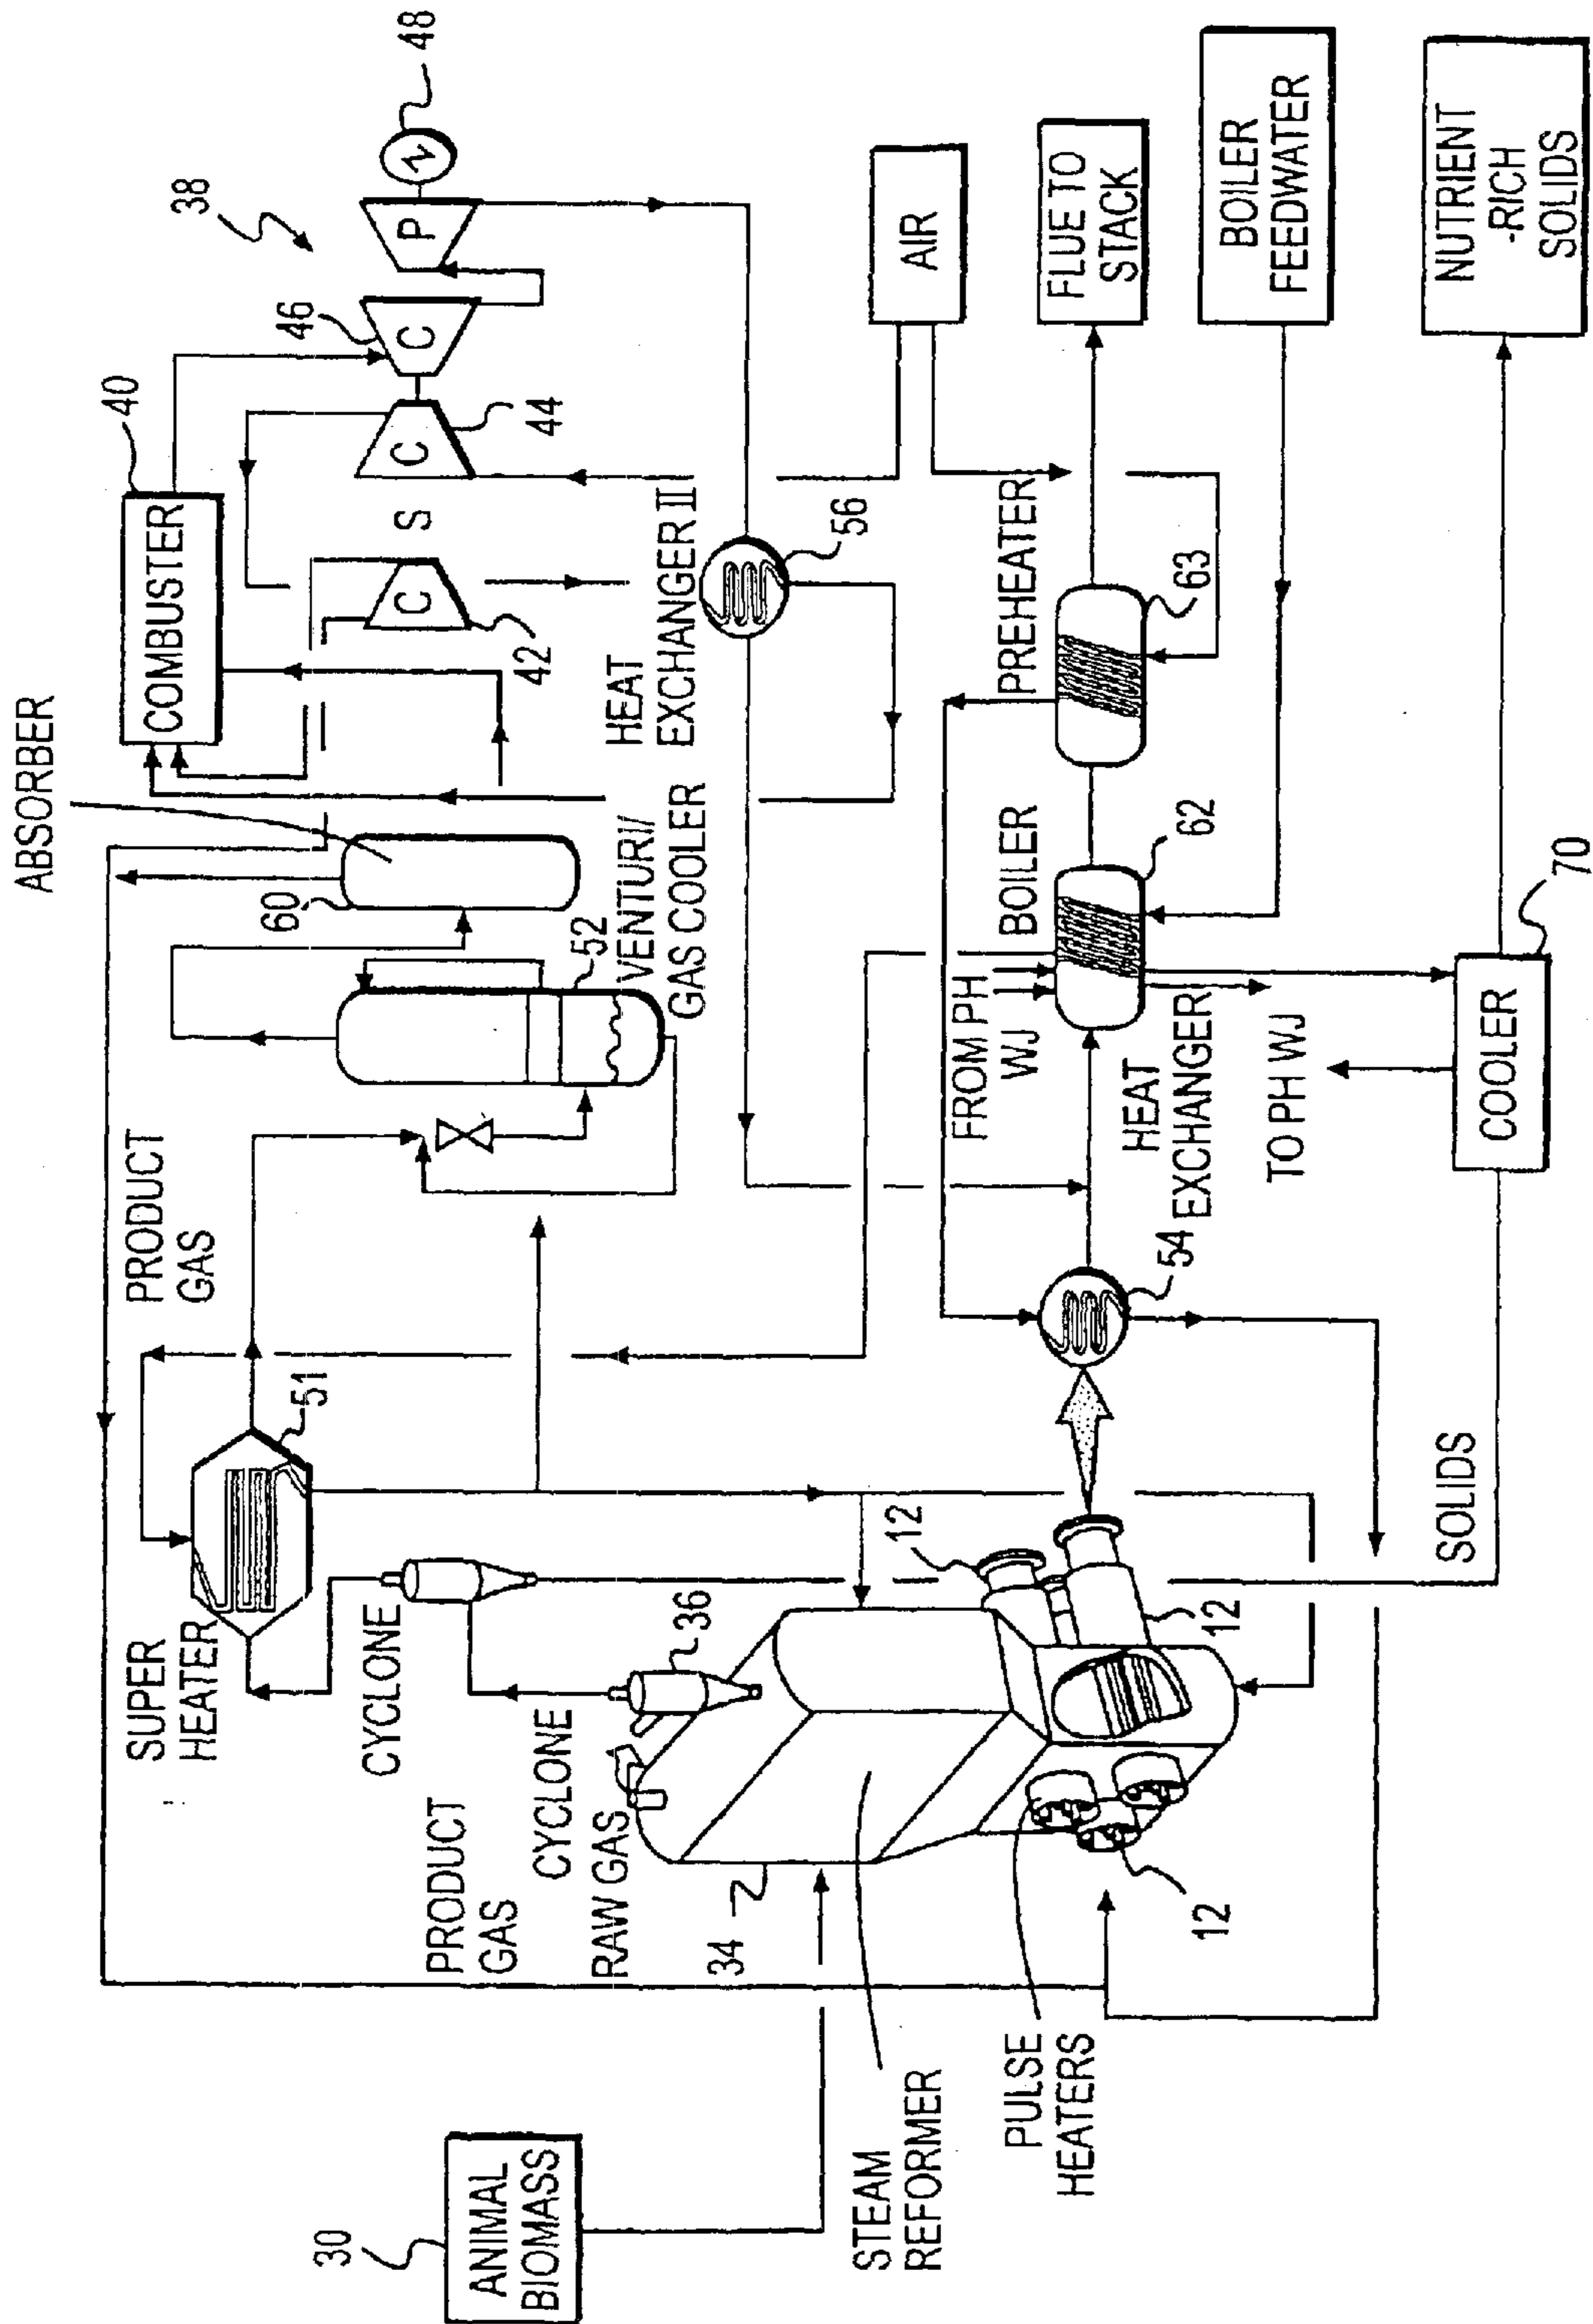 30
ANIMAL
BIOMASS
STEAM
REFORMER
PULSE
HEATERS
34
PRODUCT
GAS
CYCLONE
RAW GAS
36
12
12
12
CYCLONE
SUPER
HEATER
51
PRODUCT
GAS
SOLIDS
54
HEAT
EXCHANGER
FROM PH
WJ
TO PH WJ
COOLER
70
BOILER
62
PREHEATER
63
VENTURI/
GAS COOLER
52
60
ABSORBER
HEAT
EXCHANGER II
56
COMBUSTER
40
C
42
S
C
44
C
46
P
38
48
AIR
FLUE TO
STACK
BOILER
FEEDWATER
NUTRIENT
-RICH
SOLIDS